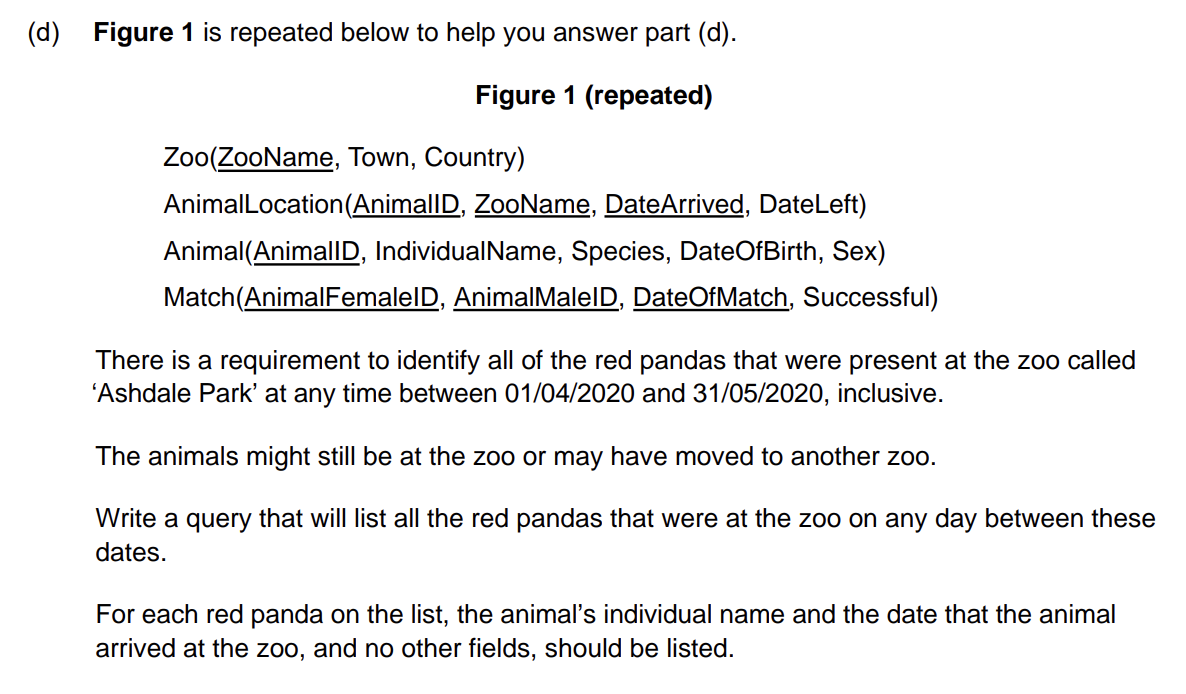 (d) Figure 1 is repeated below to help you answer part (d).
Figure 1 (repeated)
Zoo(ZooName, Town, Country)
AnimalLocation(AnimalID, ZooName, DateArrived, DateLeft)
Animal(AnimalID, IndividualName, Species, DateOfBirth, Sex)
Match(AnimalFemaleID, AnimalMaleID, DateOfMatch, Successful)
There is a requirement to identify all of the red pandas that were present at the zoo called
‘Ashdale Park’ at any time between 01/04/2020 and 31/05/2020, inclusive.
The animals might still be at the zoo or may have moved to another zoo.
Write a query that will list all the red pandas that were at the zoo on any day between these
dates.
For each red panda on the list, the animal’s individual name and the date that the animal
arrived at the zoo, and no other fields, should be listed.